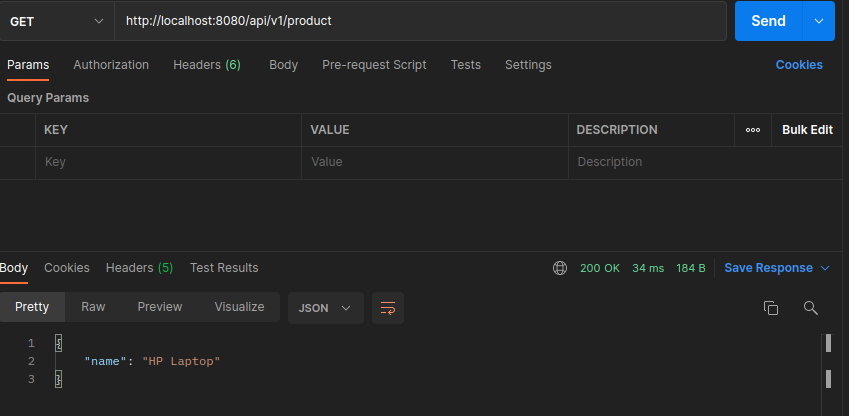 GET http://localhost:8080/api/v1/product Send
Params Authorization Headers (6) Body Pre-request Script Tests Settings Cookies
Query Params
KEY VALUE DESCRIPTION ooo Bulk Edit
Key Value Description
Body Cookies Headers (5) Test Results 200 OK 34 ms 184 B Save Response
Pretty Raw Preview Visualize JSON
1 {
2 "name": "HP Laptop"
3 }